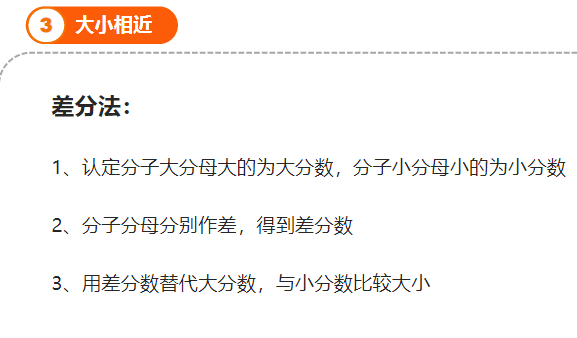 3 大小相近
差分法：
1、认定分子大分母大的为大分数，分子小分母小的为小分数
2、分子分母分别作差，得到差分数
3、用差分数替代大分数，与小分数比较大小